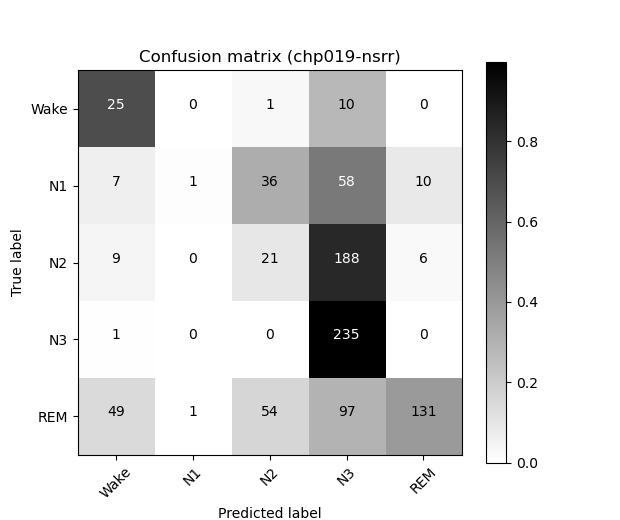 Confusion matrix (chp019-nsrr)
True label
Wake 25 0 1 10 0
N1 7 1 36 58 10
N2 9 0 21 188 6
N3 1 0 0 235 0
REM 49 1 54 97 131
Wake N1 N2 N3 REM
Predicted label
0.8
0.6
0.4
0.2
0.0